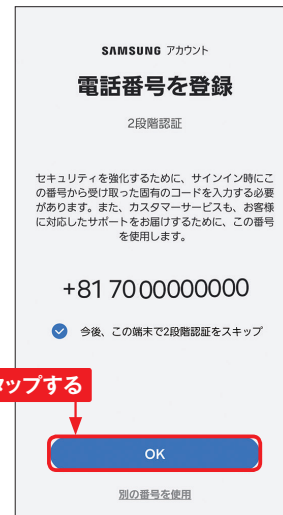 SAMSUNG アカウント
電話番号を登録
2段階認証
セキュリティを強化するために、サインイン時にこ
の番号から受け取った固有のコードを入力する必要
があります。また、カスタマーサービスも、お客様
に対応したサポートをお届けするために、この番号
を使用します。
+81 70 00000000
今後、この端末で2段階認証をスキップ
タップする
OK
別の番号を使用